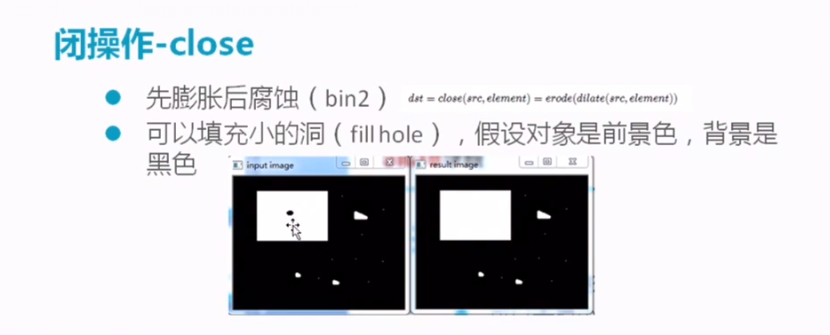 闭操作-close
先膨胀后腐蚀（bin2） dst = close(src, element) = erode(dilate(src, element))
可以填充小的洞（fill hole），假设对象是前景色，背景是
黑色
input image
result image